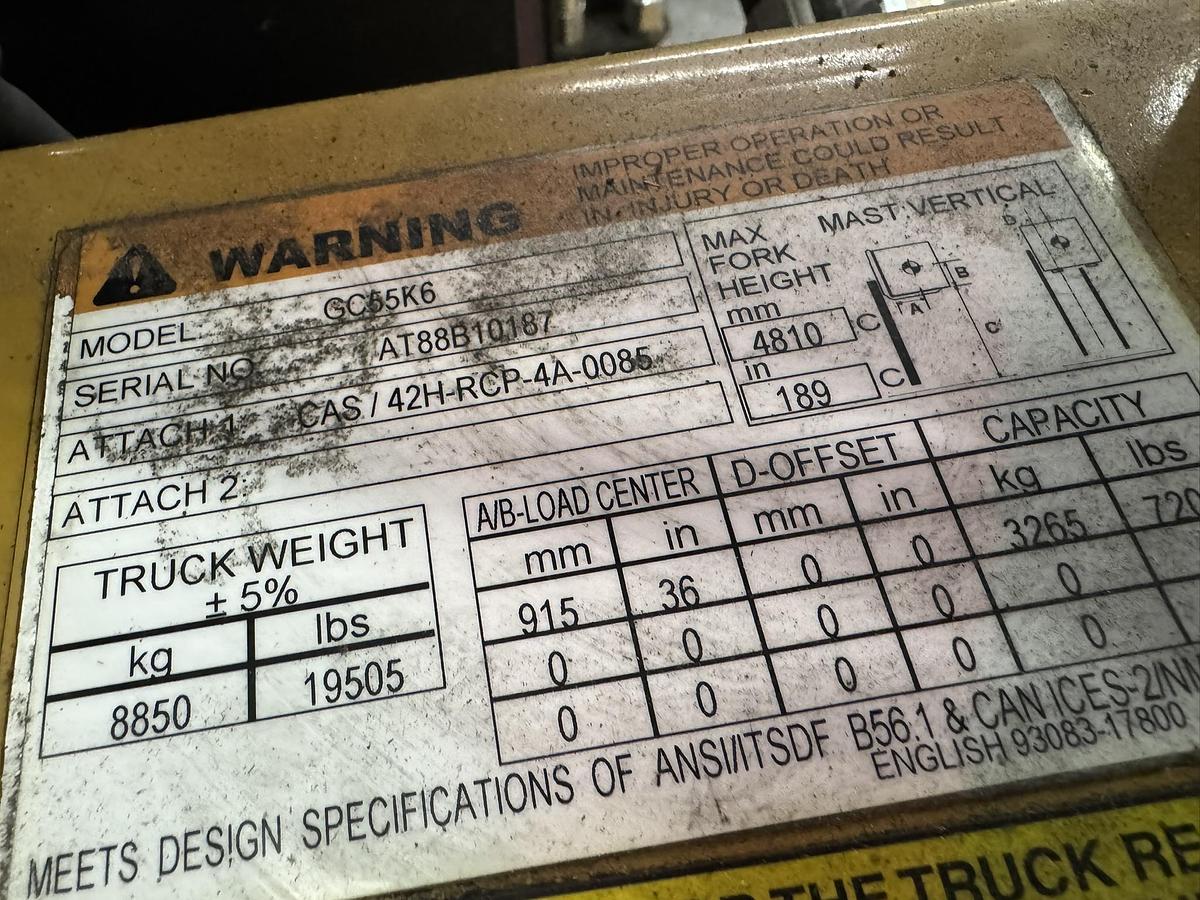 WARNING
IMPROPER OPERATION OR
MAINTENANCE COULD RESULT
IN INJURY OR DEATH
MODEL GC55K6
SERIAL NO AT88B10187
ATTACH 1 CAS / 42H-RCP-4A-0085
ATTACH 2:
MAX
FORK
HEIGHT
mm
4810 C
in
189 C
MAST VERTICAL
A B C
D
TRUCK WEIGHT
± 5%
kg lbs
8850 19505
A/B-LOAD CENTER D-OFFSET CAPACITY
mm in mm in kg lbs
915 36 0 0 3265 720
0 0 0 0 0
0 0 0 0 0
MEETS DESIGN SPECIFICATIONS OF ANSI/ITSDF B56.1 & CAN ICES-2/N
ENGLISH 93083-17800
THE TRUCK RE